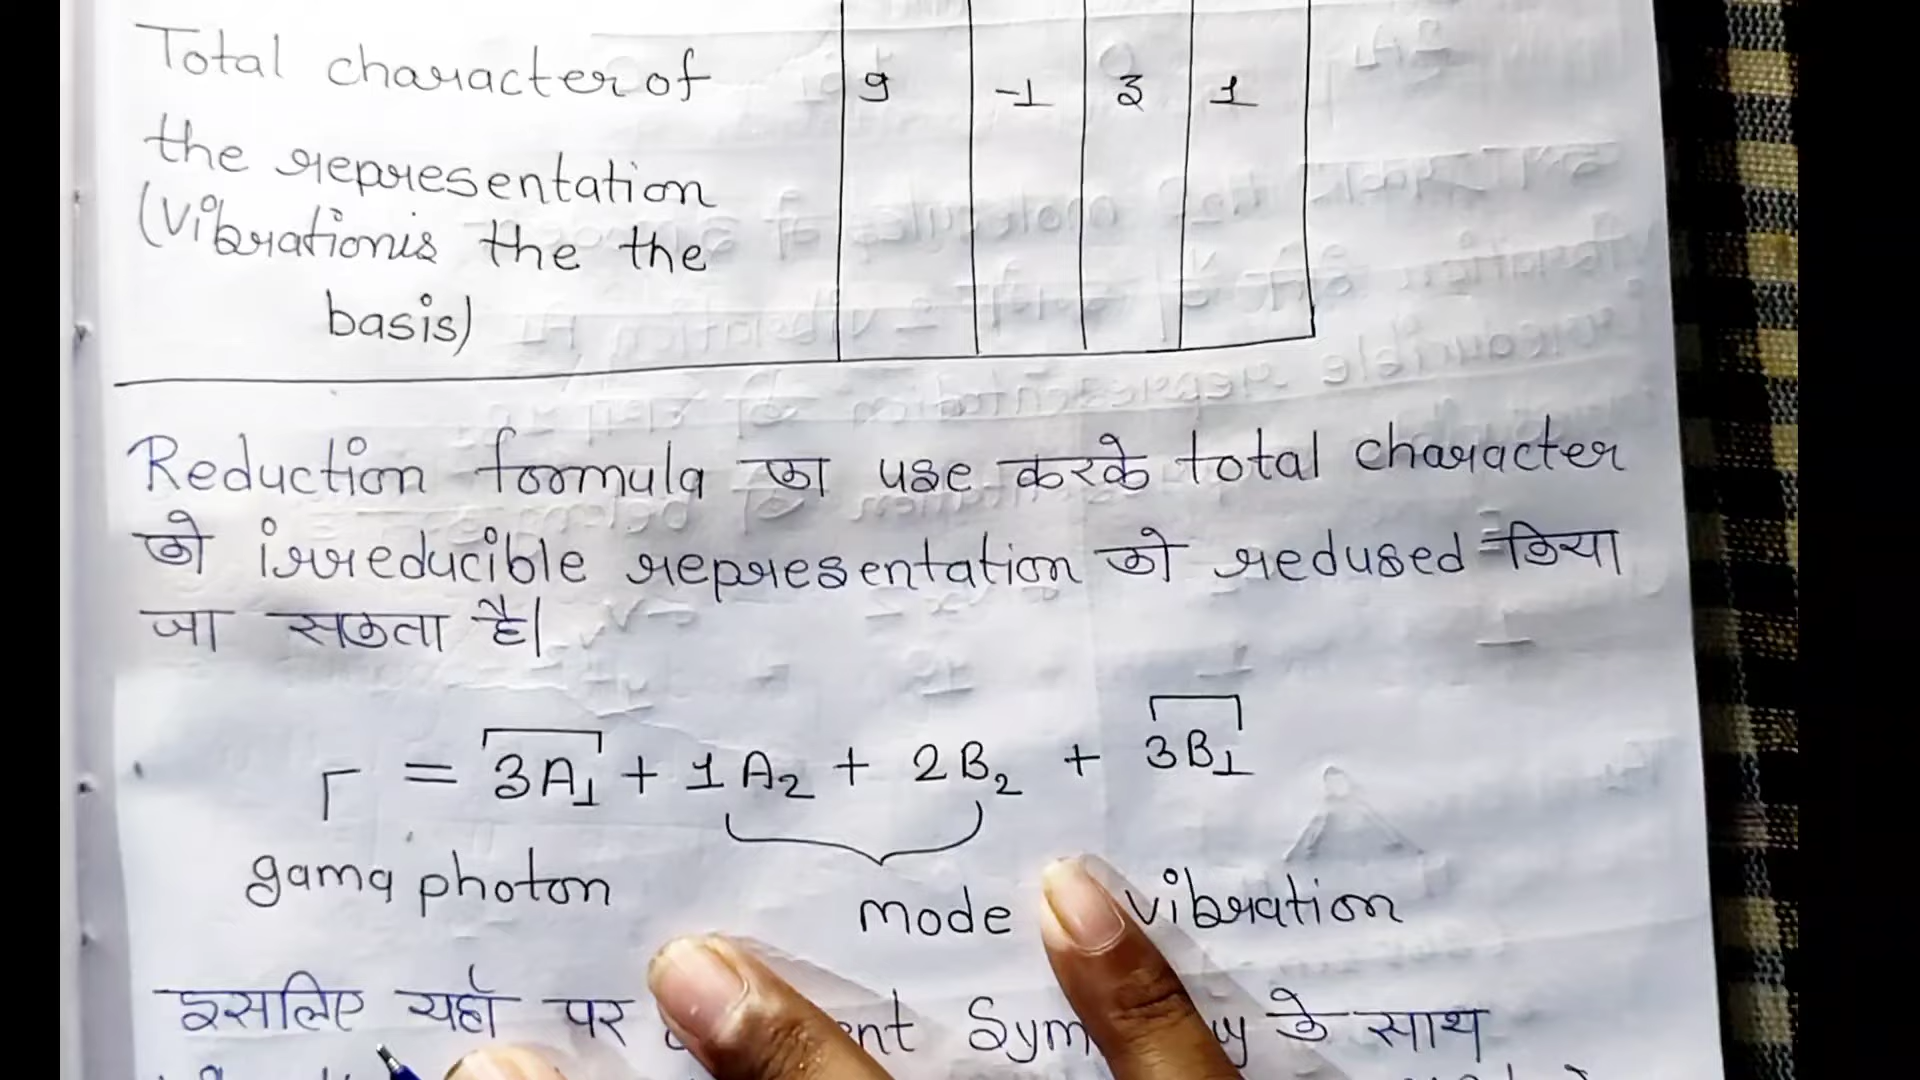 Total character of 9 -1 3 1
the representation
(Vibrationis the the
basis)
Reduction formula का use करके total character
को irreducible representation को redused किया
जा सकता है।
Γ = 3A1 + 1A2 + 2B2 + 3B1
gama photon mode vibration
इसलिए यहाँ पर के साथ